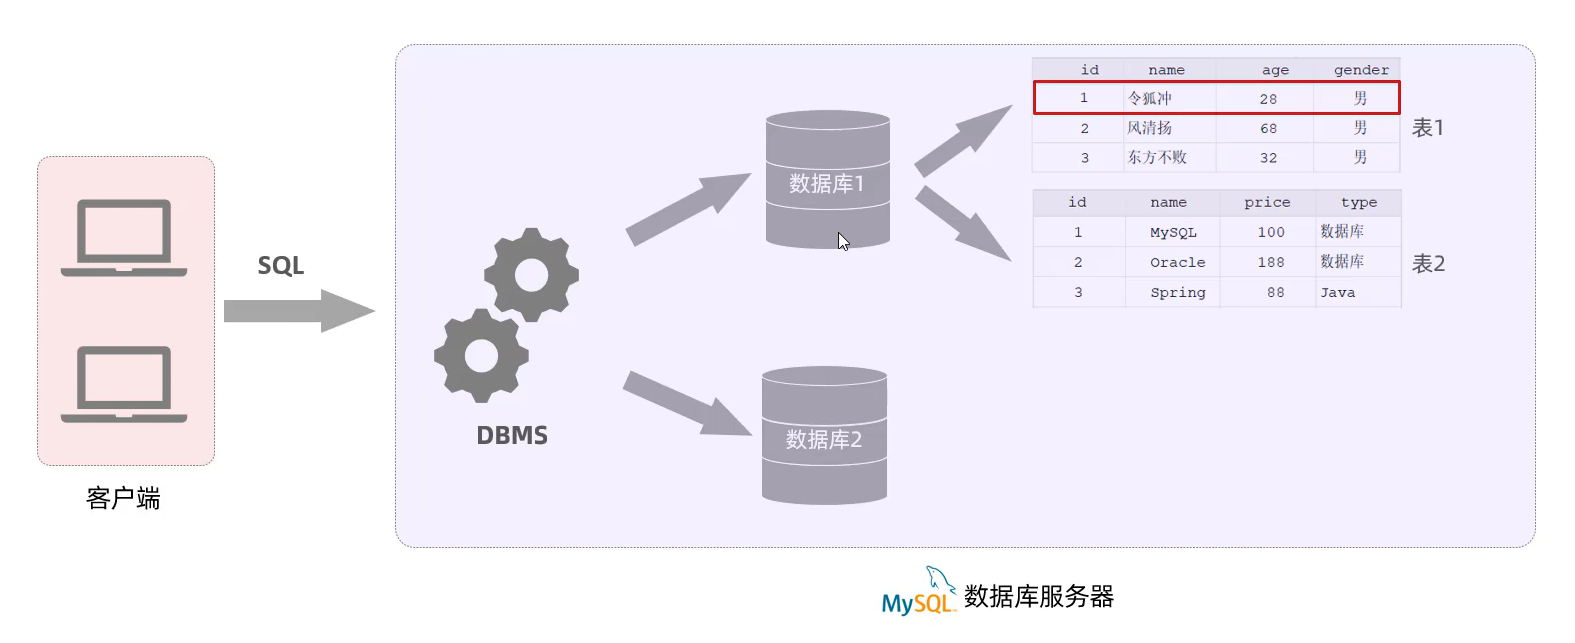 客户端
SQL
DBMS
数据库1
数据库2
id name age gender
1 令狐冲 28 男
2 风清扬 68 男
3 东方不败 32 男
表1
id name price type
1 MySQL 100 数据库
2 Oracle 188 数据库
3 Spring 88 Java
表2
MySQL 数据库服务器